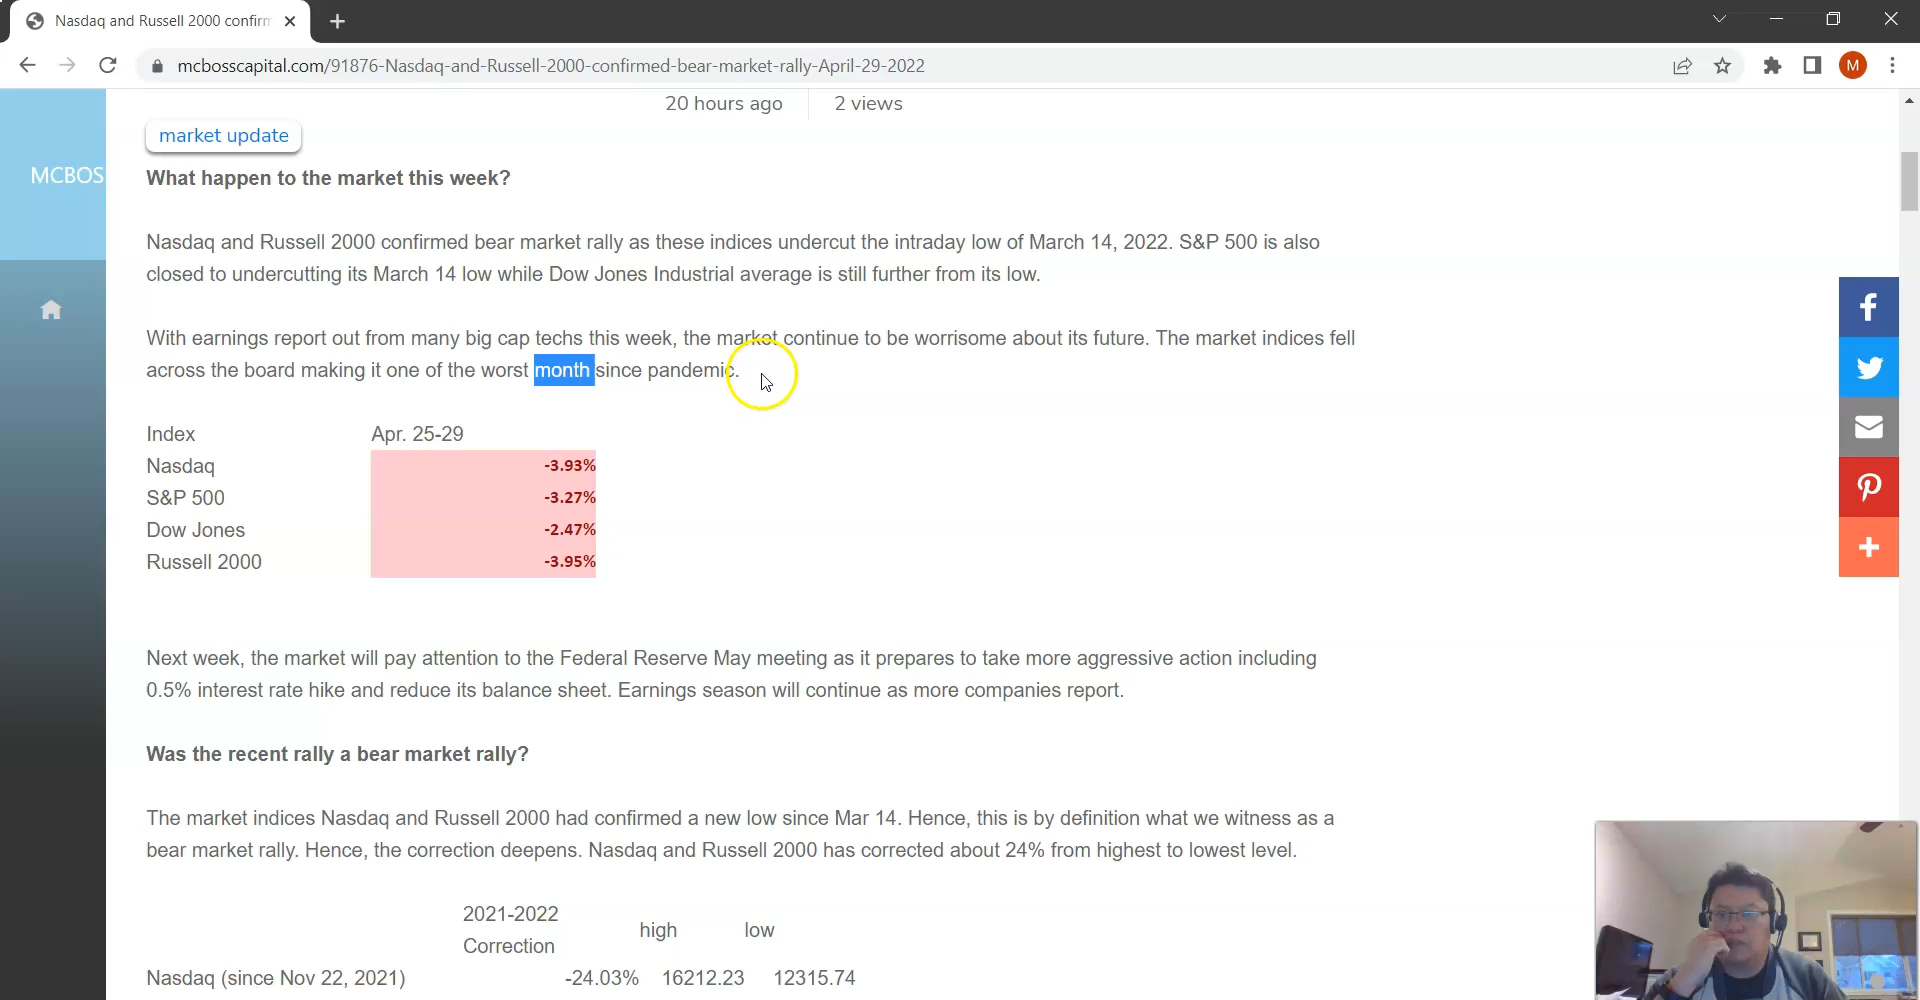 Nasdaq and Russell 2000 confirm
mcbosscapital.com/91876-Nasdaq-and-Russell-2000-confirmed-bear-market-rally-April-29-2022
M
20 hours ago
2 views
market update
MCBOS
What happen to the market this week?
Nasdaq and Russell 2000 confirmed bear market rally as these indices undercut the intraday low of March 14, 2022. S&P 500 is also
closed to undercutting its March 14 low while Dow Jones Industrial average is still further from its low.
With earnings report out from many big cap techs this week, the market continue to be worrisome about its future. The market indices fell
across the board making it one of the worst month since pandemic.
Index Apr. 25-29
Nasdaq -3.93%
S&P 500 -3.27%
Dow Jones -2.47%
Russell 2000 -3.95%
Next week, the market will pay attention to the Federal Reserve May meeting as it prepares to take more aggressive action including
0.5% interest rate hike and reduce its balance sheet. Earnings season will continue as more companies report.
Was the recent rally a bear market rally?
The market indices Nasdaq and Russell 2000 had confirmed a new low since Mar 14. Hence, this is by definition what we witness as a
bear market rally. Hence, the correction deepens. Nasdaq and Russell 2000 has corrected about 24% from highest to lowest level.
2021-2022
Correction high low
Nasdaq (since Nov 22, 2021) -24.03% 16212.23 12315.74